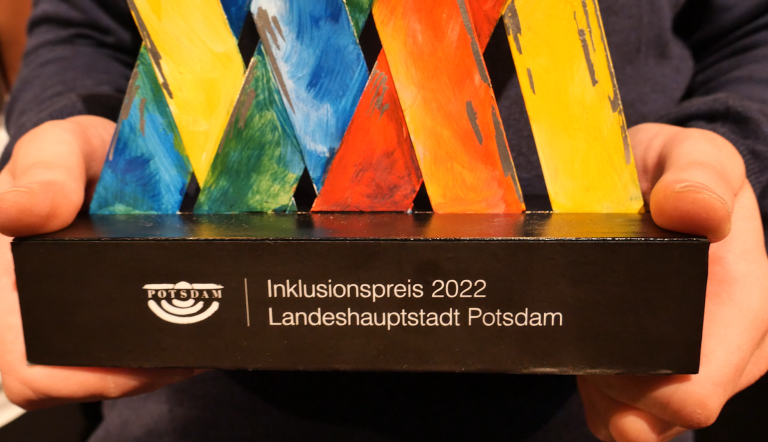 POTSDAM
Inklusionspreis 2022
Landeshauptstadt Potsdam